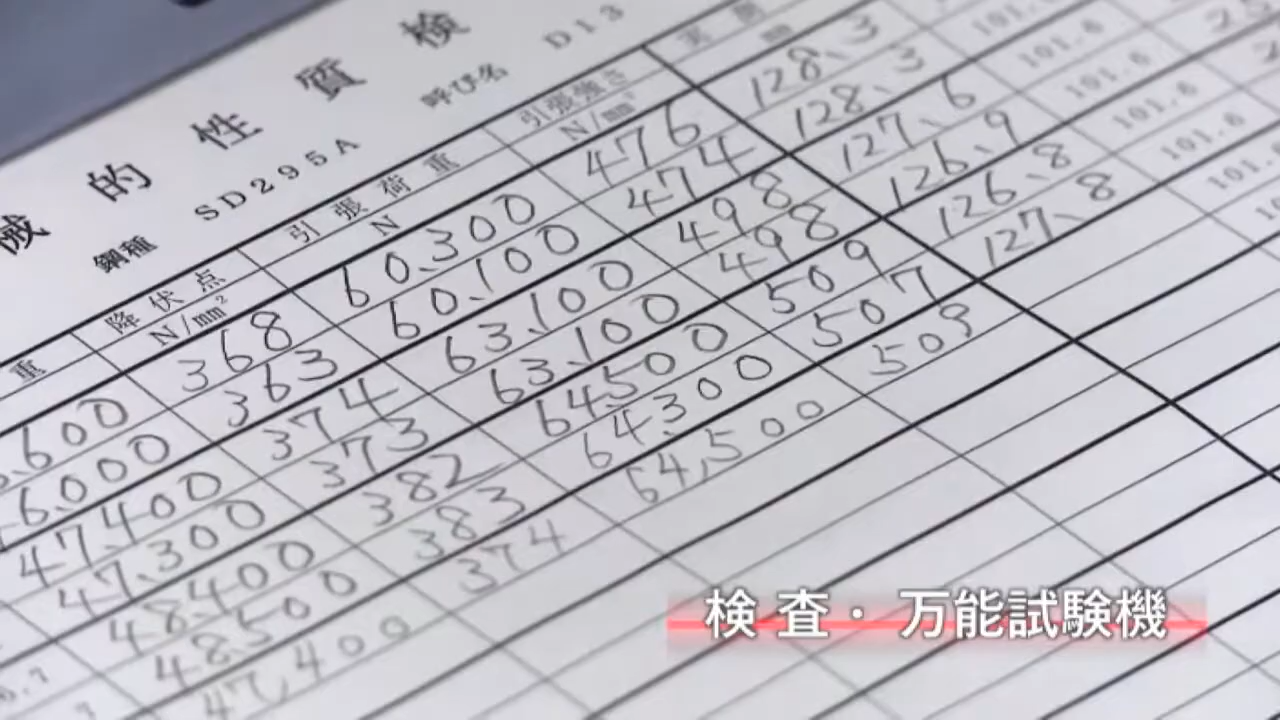 械的性質検
鋼種 SD295A 呼び名 D13
重 降伏点 引張荷重 引張強さ 実
N/mm² N N/mm²
600 368 60.300 476 128.3 101.6
6.000 363 60.100 474 128.3 101.6
47.400 374 63.100 498 127.6 101.6
47.300 373 63.100 498 126.9 101.6
48.400 382 64.500 509 126.8 101.6
48.500 383 64.300 507 127.8
47,400 374 64,500 509
検査・万能試験機